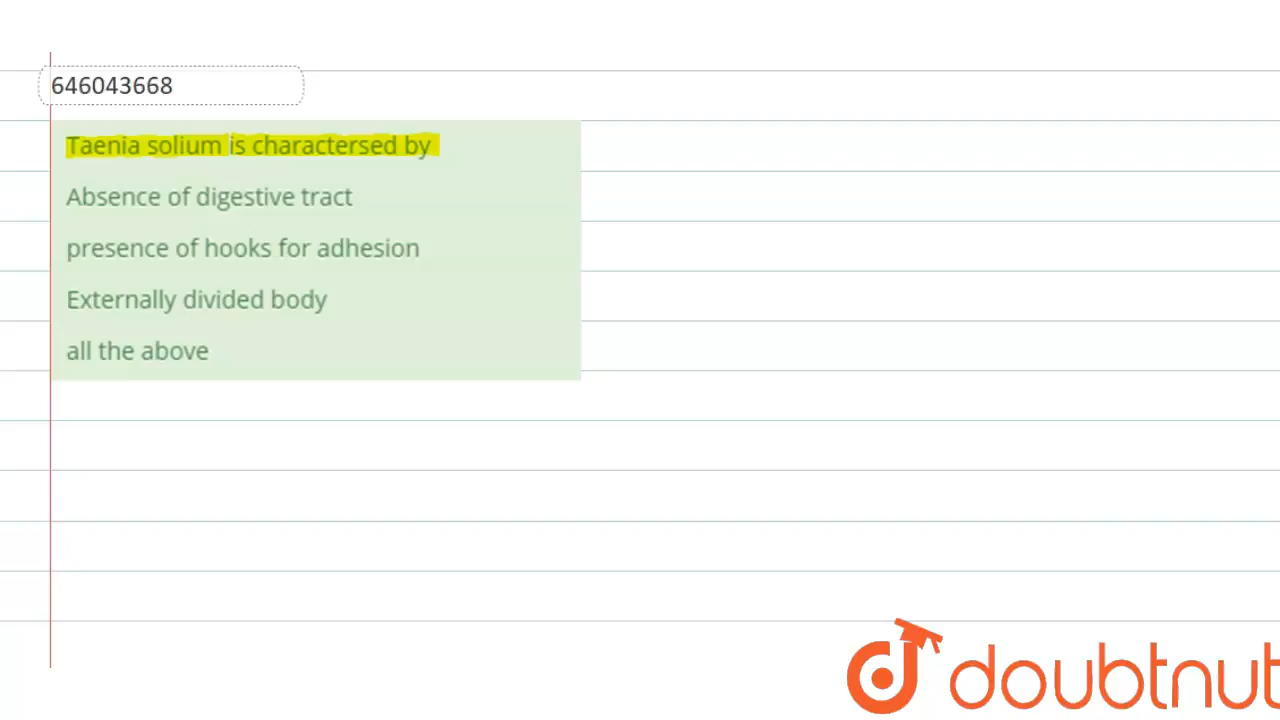 646043668
Taenia solium is charactersed by
Absence of digestive tract
presence of hooks for adhesion
Externally divided body
all the above
doubtnut